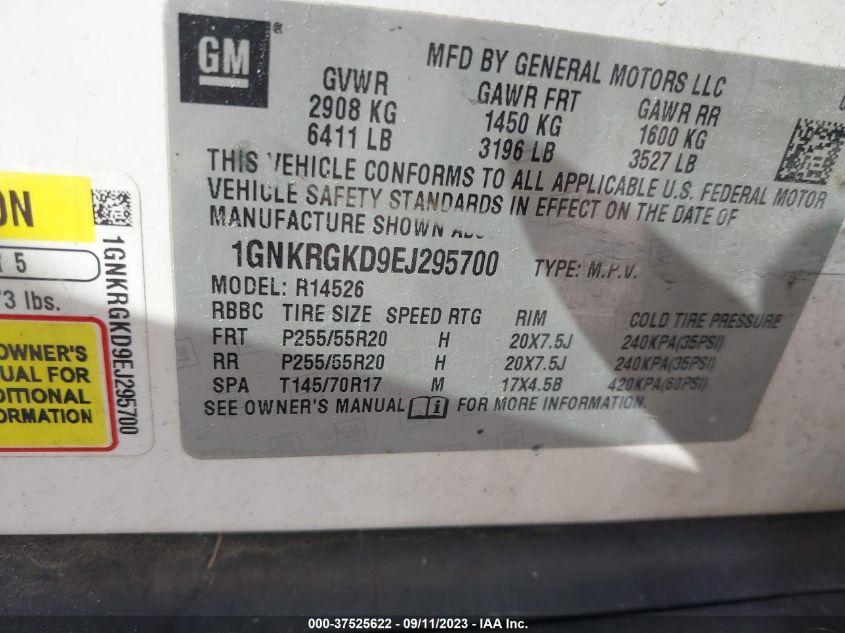 GM ®
MFD BY GENERAL MOTORS LLC
GVWR GAWR FRT GAWR RR
2908 KG 1450 KG 1600 KG
6411 LB 3196 LB 3527 LB
THIS VEHICLE CONFORMS TO ALL APPLICABLE U.S. FEDERAL MOTOR
VEHICLE SAFETY STANDARDS IN EFFECT ON THE DATE OF
MANUFACTURE SHOWN
1GNKRGKD9EJ295700 TYPE: M.P.V.
MODEL: R14526
RBBC TIRE SIZE SPEED RTG RIM COLD TIRE PRESSURE
FRT P255/55R20 H 20X7.5J 240KPA(35PSI)
RR P255/55R20 H 20X7.5J 240KPA(35PSI)
SPA T145/70R17 M 17X4.5B 420KPA(60PSI)
SEE OWNER'S MANUAL i FOR MORE INFORMATION.
ON
R 5
73 lbs.
OWNER'S
UAL FOR
DITIONAL
ORMATION
1GNKRGKD9EJ295700
000-37525622 - 09/11/2023 - IAA Inc.